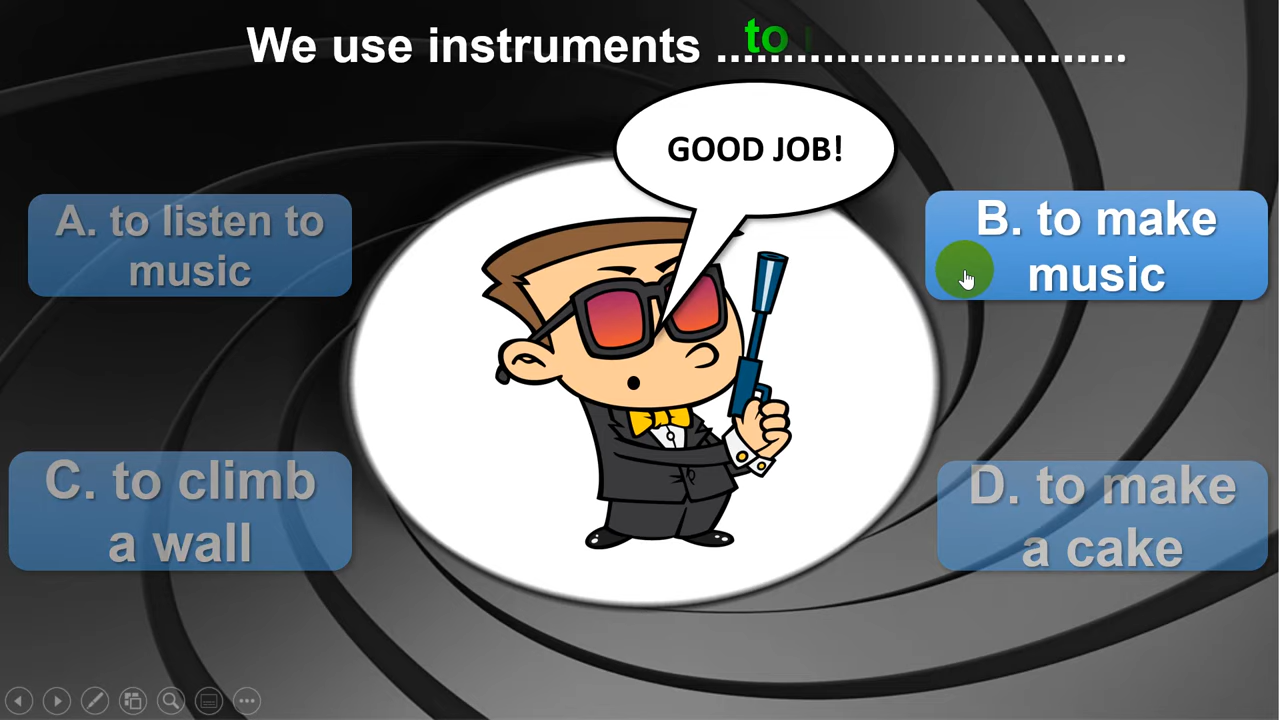 We use instruments ...to............................
GOOD JOB!
A. to listen to
music
B. to make
music
C. to climb
a wall
D. to make
a cake